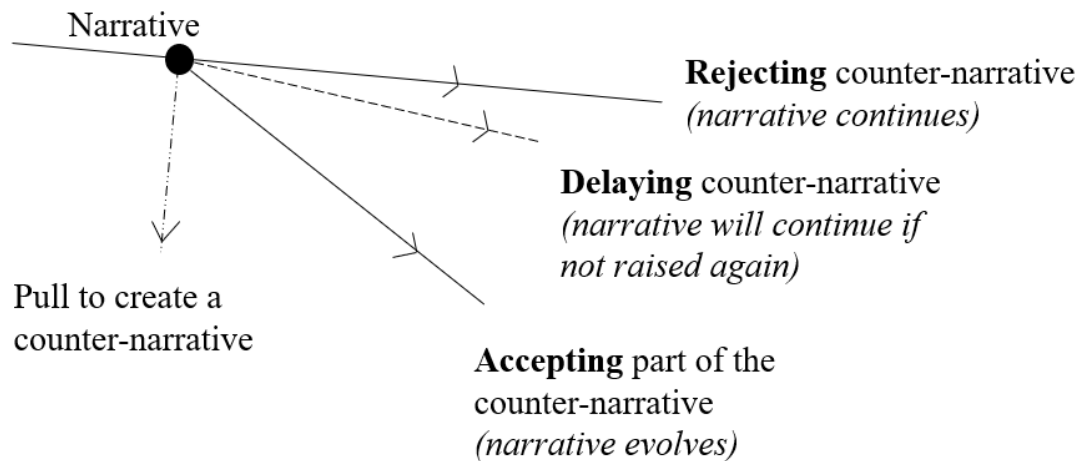 Narrative
Rejecting counter-narrative
(narrative continues)
Delaying counter-narrative
(narrative will continue if
not raised again)
Pull to create a
counter-narrative
Accepting part of the
counter-narrative
(narrative evolves)